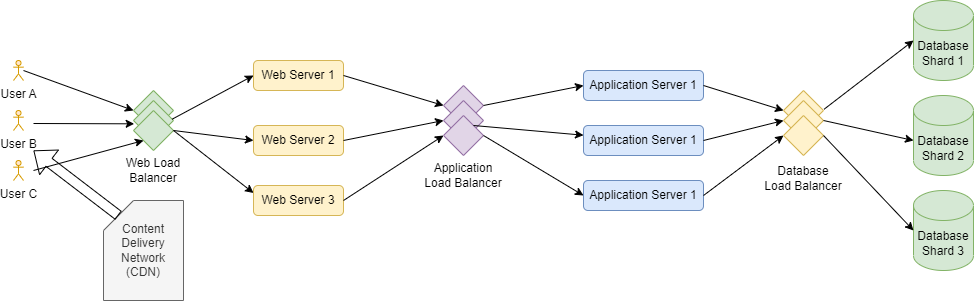 User A
User B
User C
Content
Delivery
Network
(CDN)
Web Load
Balancer
Web Server 1
Web Server 2
Web Server 3
Application
Load Balancer
Application Server 1
Application Server 1
Application Server 1
Database
Load Balancer
Database
Shard 1
Database
Shard 2
Database
Shard 3